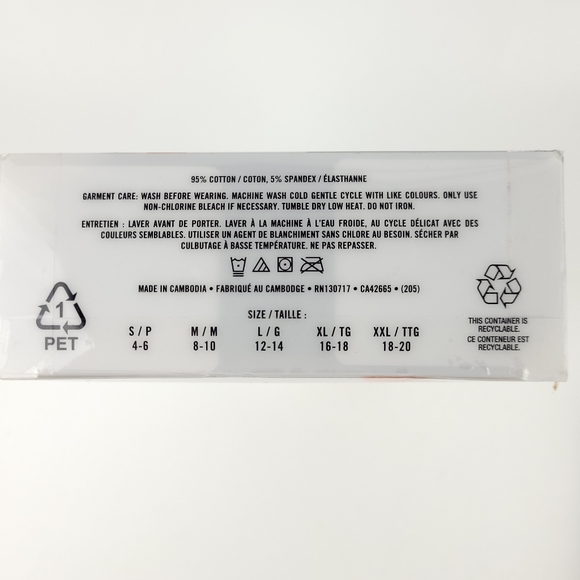 95% COTTON / COTON, 5% SPANDEX / ÉLASTHANNE
GARMENT CARE: WASH BEFORE WEARING. MACHINE WASH COLD GENTLE CYCLE WITH LIKE COLOURS. ONLY USE
NON-CHLORINE BLEACH IF NECESSARY. TUMBLE DRY LOW HEAT. DO NOT IRON.
ENTRETIEN : LAVER AVANT DE PORTER. LAVER À LA MACHINE À L'EAU FROIDE, AU CYCLE DÉLICAT AVEC DES
COULEURS SEMBLABLES. UTILISER UN AGENT DE BLANCHIMENT SANS CHLORE AU BESOIN. SÉCHER PAR
CULBUTAGE À BASSE TEMPÉRATURE. NE PAS REPASSER.
MADE IN CAMBODIA • FABRIQUÉ AU CAMBODGE • RN130717 • CA42665 • (205)
SIZE / TAILLE :
S / P M / M L / G XL / TG XXL / TTG
4-6 8-10 12-14 16-18 18-20
1
PET
THIS CONTAINER IS
RECYCLABLE.
CE CONTENEUR EST
RECYCLABLE.